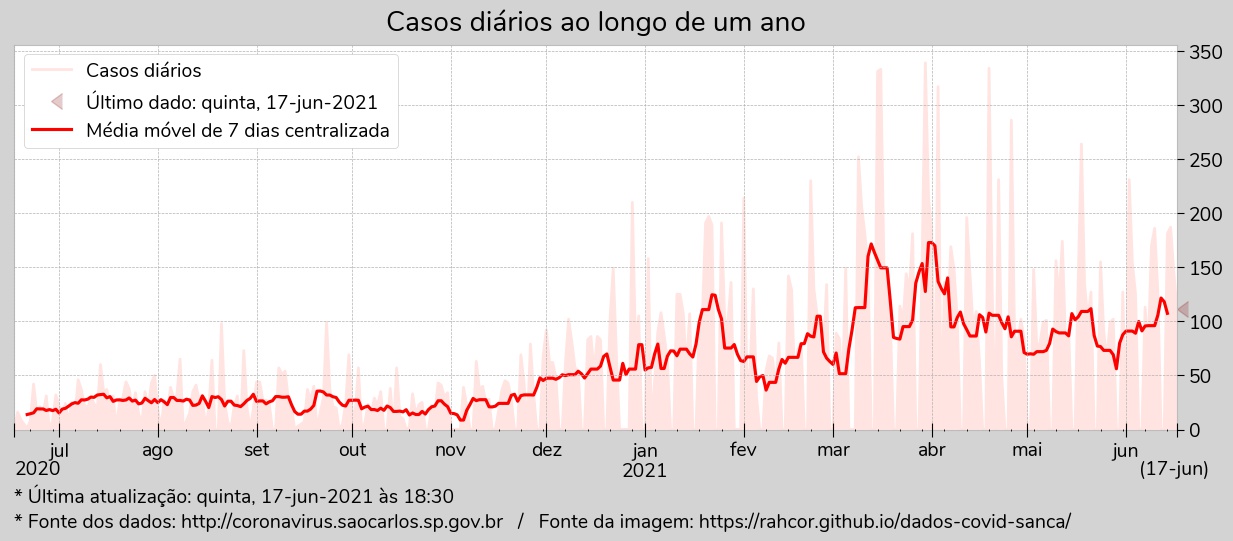 Casos diários ao longo de um ano
Casos diários
Último dado: quinta, 17-jun-2021
Média móvel de 7 dias centralizada
350
300
250
200
150
100
50
0
jul ago set out nov dez jan fev mar abr mai jun
2020 2021 (17-jun)
* Última atualização: quinta, 17-jun-2021 às 18:30
* Fonte dos dados: http://coronavirus.saocarlos.sp.gov.br / Fonte da imagem: https://rahcor.github.io/dados-covid-sanca/